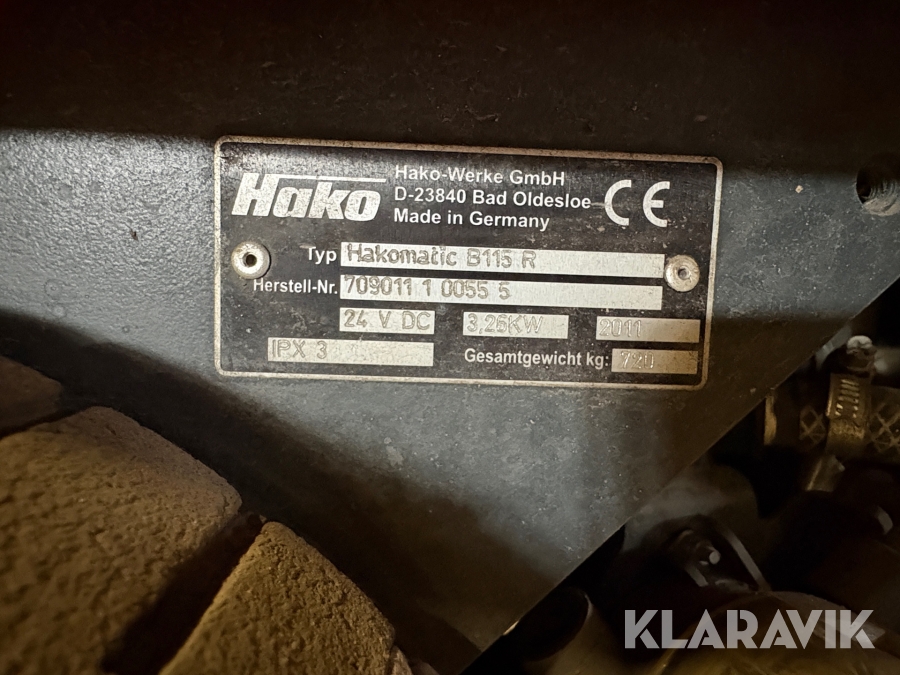 Hako
Hako-Werke GmbH
D-23840 Bad Oldesloe
Made in Germany
CE
Typ Hakomatic B115 R
Herstell-Nr. 709011 1 0055 5
24 V DC 3,25KW 2011
IPX 3 Gesamtgewicht kg: 720
KLARAVIK